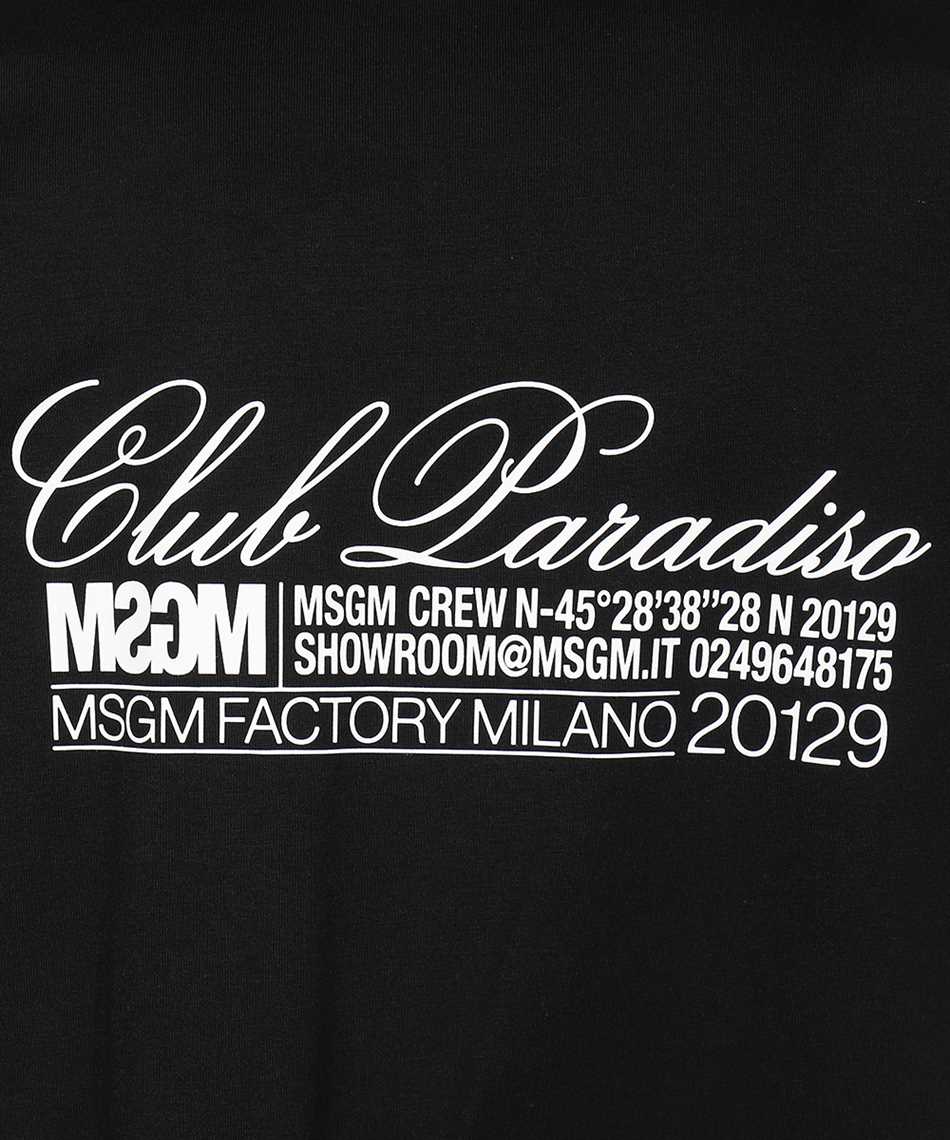 Club Paradiso
MSGM
MSGM CREW N-45°28'38"28 N 20129
SHOWROOM@MSGM.IT 0249648175
MSGM FACTORY MILANO 20129